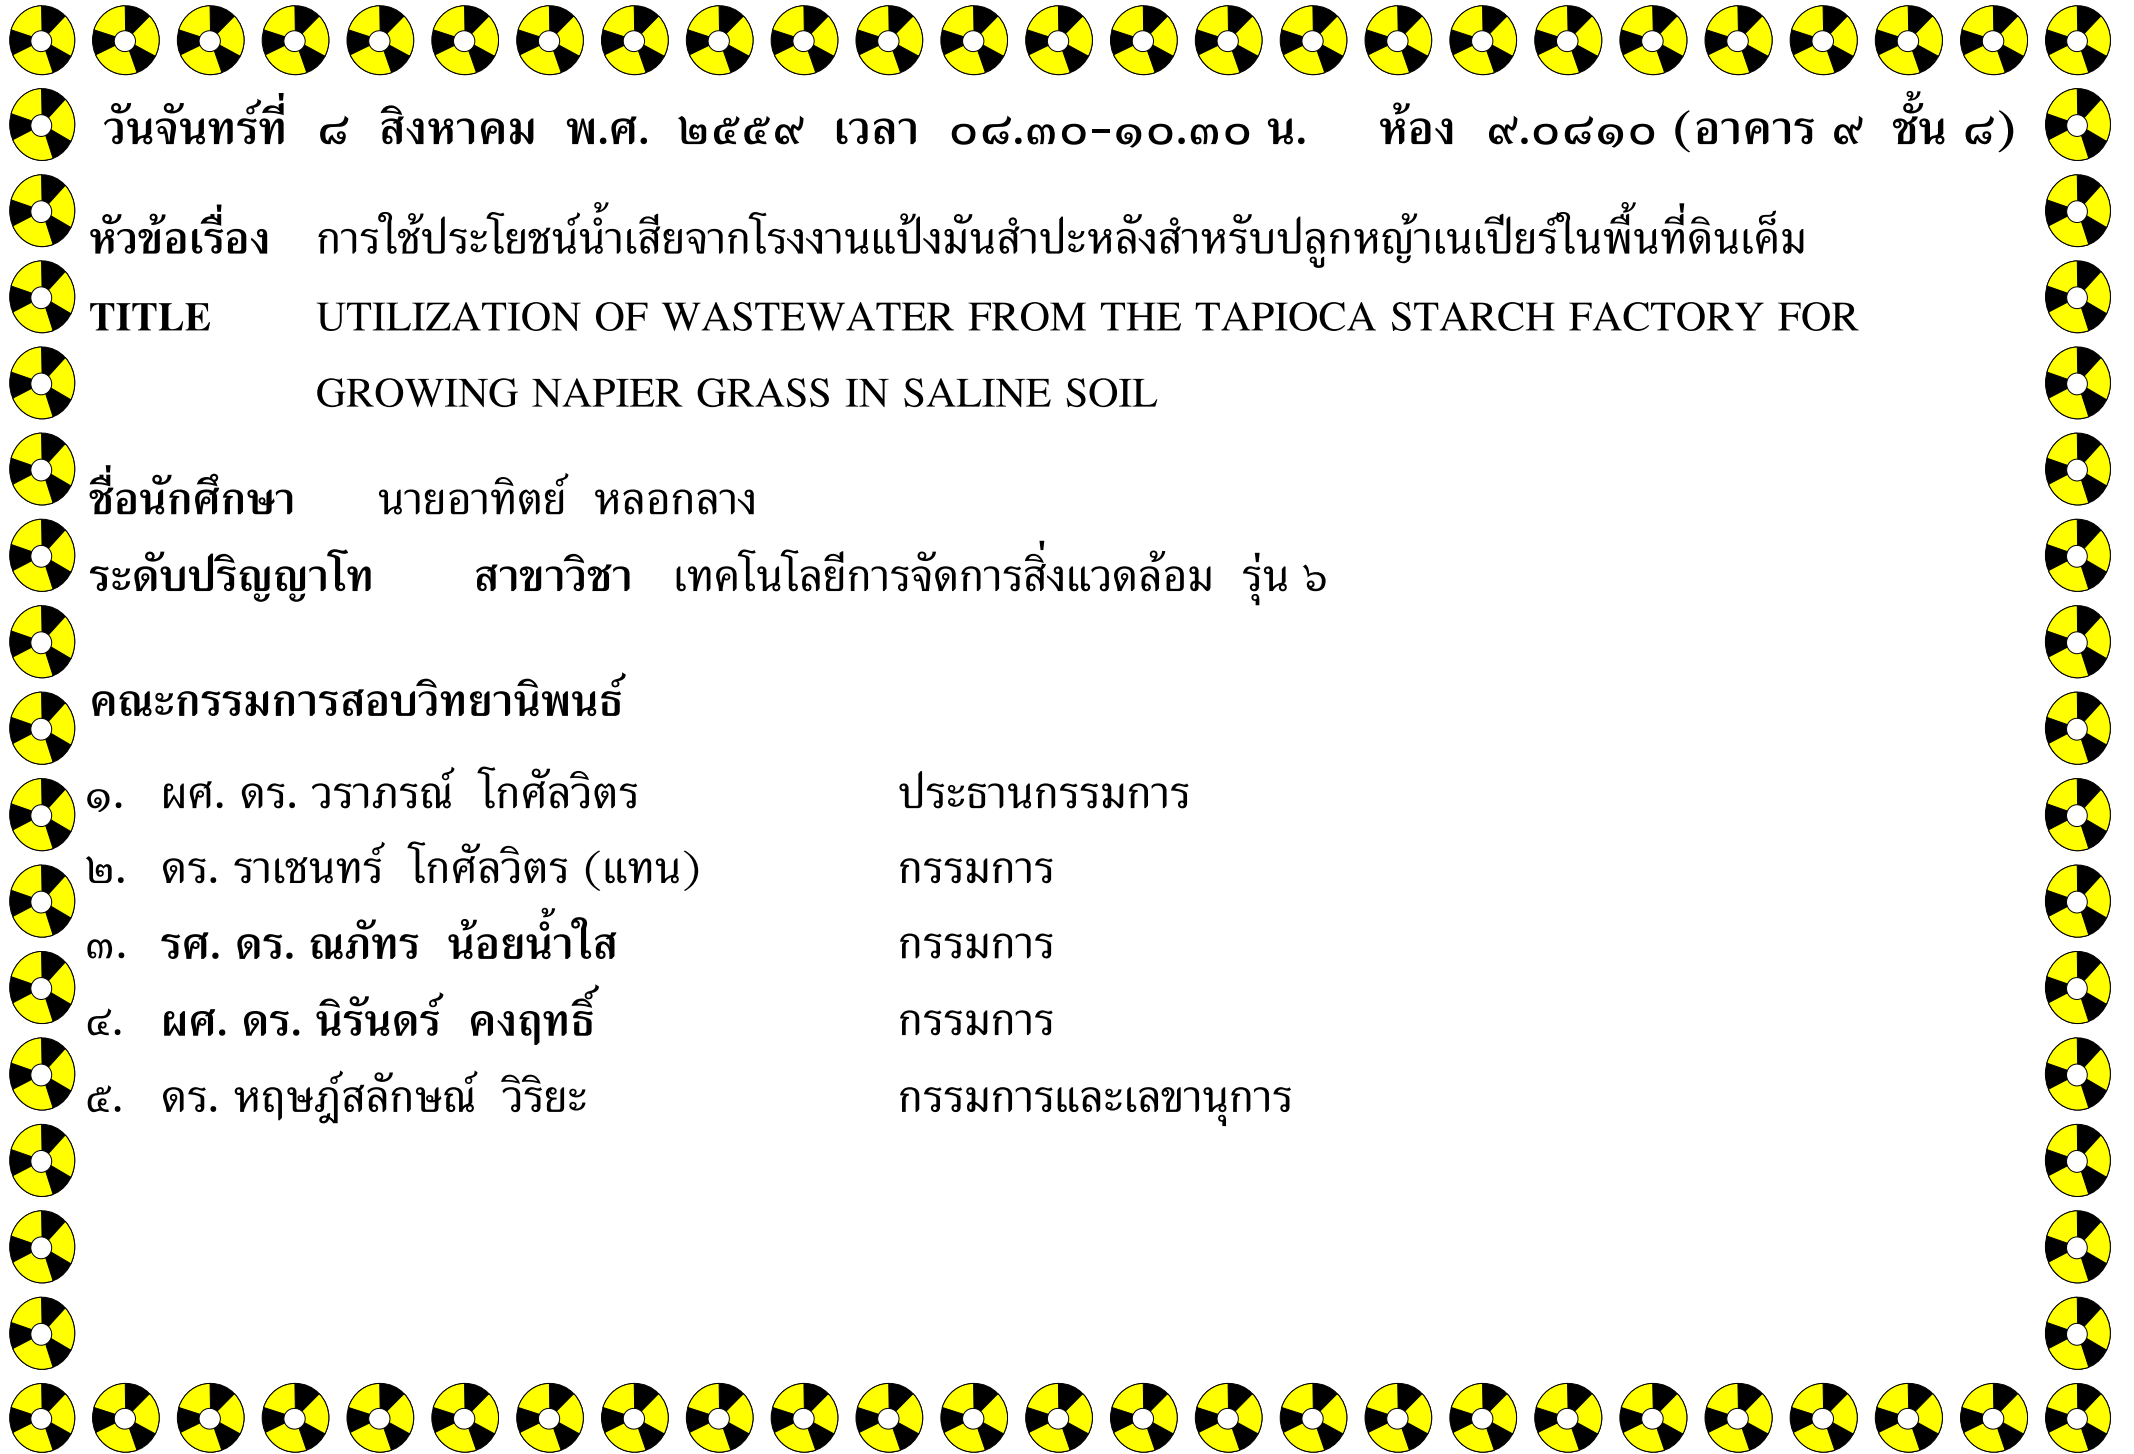 วันจันทร์ที่ ๘ สิงหาคม พ.ศ. ๒๕๕๙ เวลา ๐๘.๓๐-๑๐.๓๐ น. ห้อง ๙.๐๘๑๐ (อาคาร ๙ ชั้น ๘)
หัวข้อเรื่อง การใช้ประโยชน์น้ำเสียจากโรงงานแป้งมันสำปะหลังสำหรับปลูกหญ้าเนเปียร์ในพื้นที่ดินเค็ม
TITLE UTILIZATION OF WASTEWATER FROM THE TAPIOCA STARCH FACTORY FOR
GROWING NAPIER GRASS IN SALINE SOIL
ชื่อนักศึกษา นายอาทิตย์ หลอกลาง
ระดับปริญญาโท สาขาวิชา เทคโนโลยีการจัดการสิ่งแวดล้อม รุ่น ๖
คณะกรรมการสอบวิทยานิพนธ์
๑. ผศ. ดร. วราภรณ์ โกศัลวิตร ประธานกรรมการ
๒. ดร. ราเชนทร์ โกศัลวิตร (แทน) กรรมการ
๓. รศ. ดร. ณภัทร น้อยน้ำใส กรรมการ
๔. ผศ. ดร. นิรันดร์ คงฤทธิ์ กรรมการ
๕. ดร. หฤษฎ์สลักษณ์ วิริยะ กรรมการและเลขานุการ